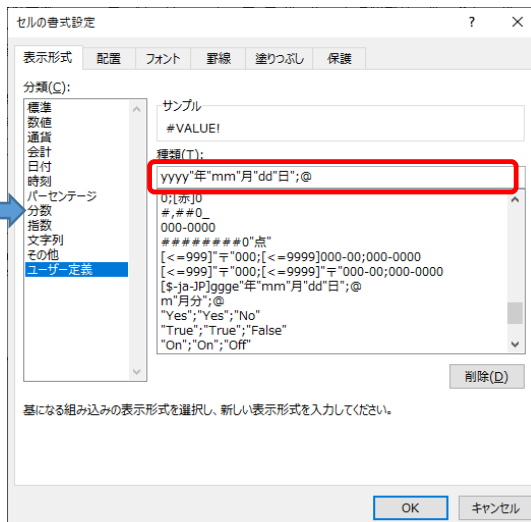 セルの書式設定 ? ×
表示形式 配置 フォント 罫線 塗りつぶし 保護
分類(C):
標準
数値
通貨
会計
日付
時刻
パーセンテージ
分数
指数
文字列
その他
ユーザー定義
サンプル
#VALUE!
種類(T):
yyyy"年"mm"月"dd"日";@
0;[赤]0
#,##0_
000-0000
########0"点"
[<=999]"〒"000;[<=9999]000-00;000-0000
[<=999]"〒"000;[<=9999]"〒"000-00;000-0000
[$-ja-JP]ggge"年"mm"月"dd"日";@
m"月分";@
"Yes";"Yes";"No"
"True";"True";"False"
"On";"On";"Off"
削除(D)
基になる組み込みの表示形式を選択し、新しい表示形式を入力してください。
OK キャンセル